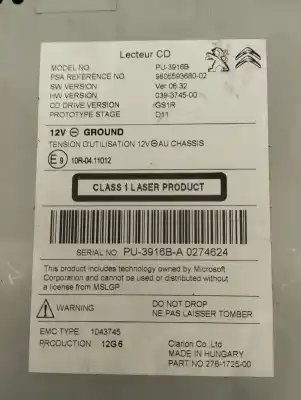 Lecteur CD
MODEL NO. PU-3916B
PSA REFERENCE NO. 9805593680-02
SW VERSION Ver 06.32
HW VERSION 039-3745-00
CD DRIVE VERSION GS1R
PROTOTYPE STAGE D11
12V ⊖ GROUND
TENSION D'UTILISATION 12V ⊖ AU CHASSIS
E9 10R-04.11012
CLASS 1 LASER PRODUCT
SERIAL NO. PU-3916B-A 0274624
This product includes technology owned by Microsoft
Corporation and cannot be used or distributed without
a license from MSLGP
WARNING DO NOT DROP
NE PAS LAISSER TOMBER
EMC TYPE 1043745
PRODUCTION: 12G6 Clarion Co. Ltd
MADE IN HUNGARY
PART NO.276-1725-00